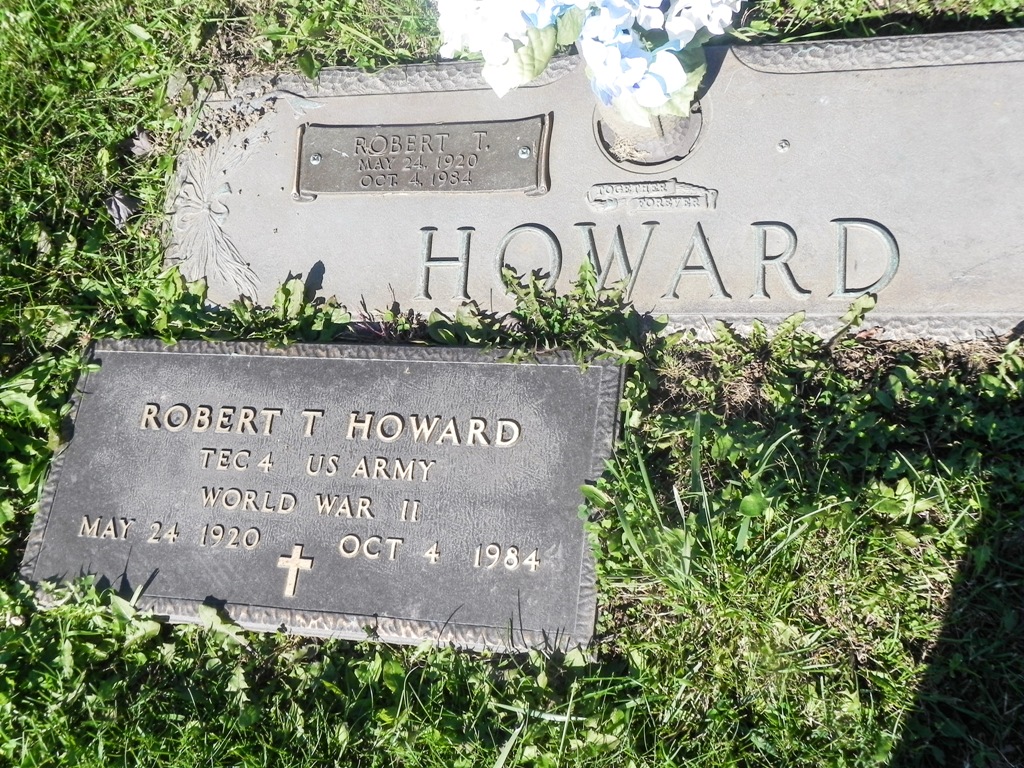 ROBERT T.
MAY 24, 1920
OCT. 4, 1984
TOGETHER
FOREVER
HOWARD
ROBERT T HOWARD
TEC 4 US ARMY
WORLD WAR II
MAY 24 1920 OCT 4 1984